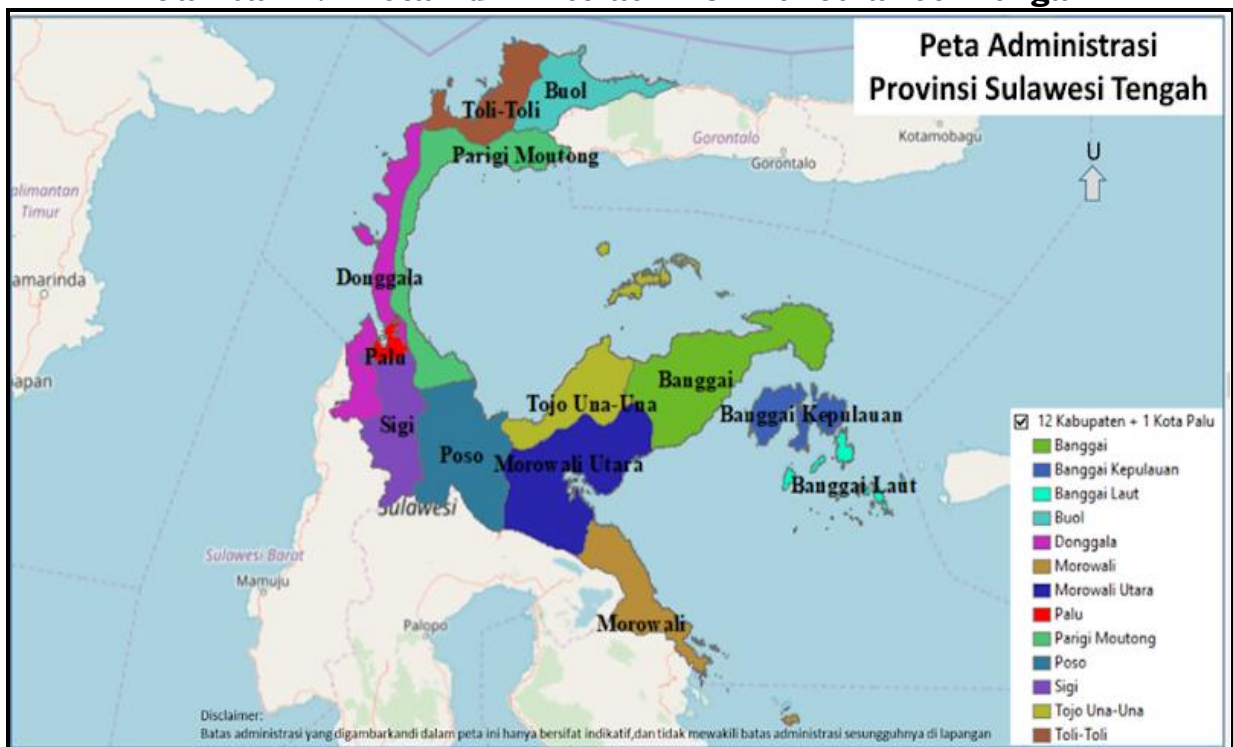 Peta Administrasi
Provinsi Sulawesi Tengah
U
Buol
Toli-Toli
Parigi Moutong
Gorontalo
Gorontalo
Kotamobagu
alimantan
Timur
amarinda
apan
Donggala
Palu
Sigi
Poso
Tojo Una-Una
Banggai
Banggai Kepulauan
Morowali Utara
Banggai Laut
Sulawesi
Sulawesi Barat
Mamuju
Palopo
Morowali
12 Kabupaten + 1 Kota Palu
Banggai
Banggai Kepulauan
Banggai Laut
Buol
Donggala
Morowali
Morowali Utara
Palu
Parigi Moutong
Poso
Sigi
Tojo Una-Una
Toli-Toli
Disclaimer:
Batas administrasi yang digambarkandi dalam peta ini hanya bersifat indikatif,dan tidak mewakili batas administrasi sesungguhnya di lapangan